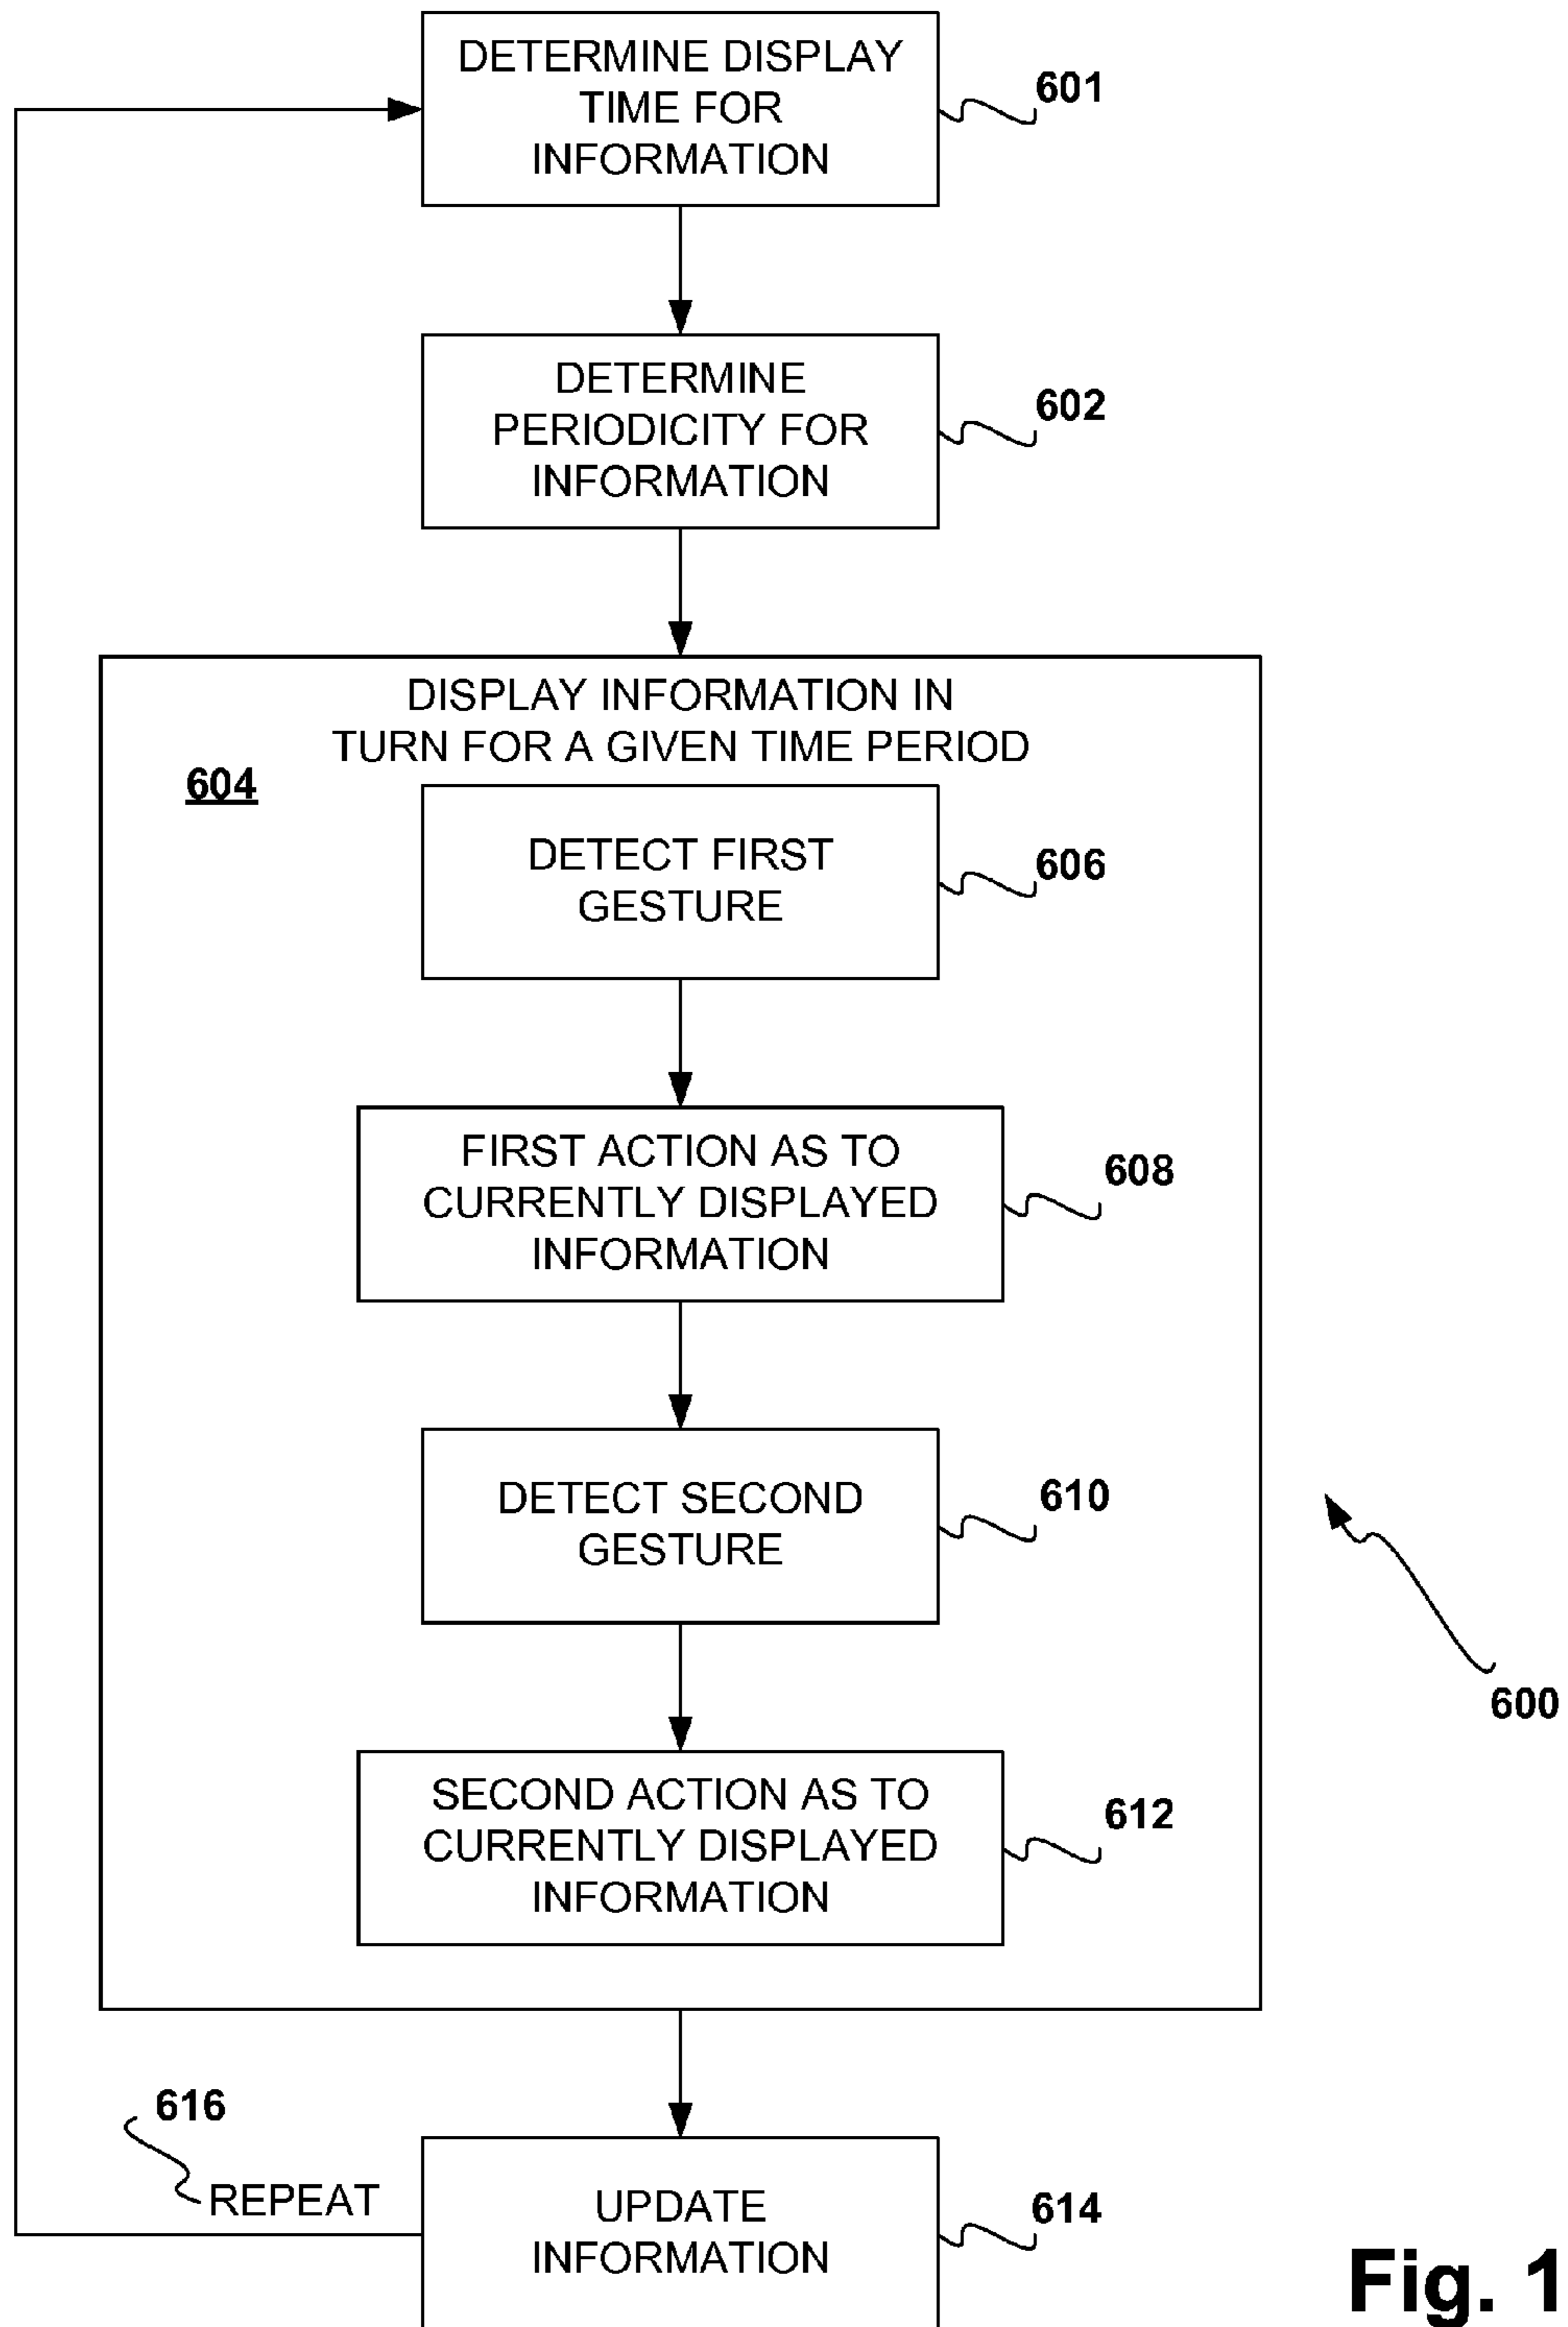 DETERMINE DISPLAY
TIME FOR
INFORMATION
601
DETERMINE
PERIODICITY FOR
INFORMATION
602
DISPLAY INFORMATION IN
TURN FOR A GIVEN TIME PERIOD
604
DETECT FIRST
GESTURE
606
FIRST ACTION AS TO
CURRENTLY DISPLAYED
INFORMATION
608
DETECT SECOND
GESTURE
610
600
SECOND ACTION AS TO
CURRENTLY DISPLAYED
INFORMATION
612
616
REPEAT
UPDATE
INFORMATION
614
Fig. 1